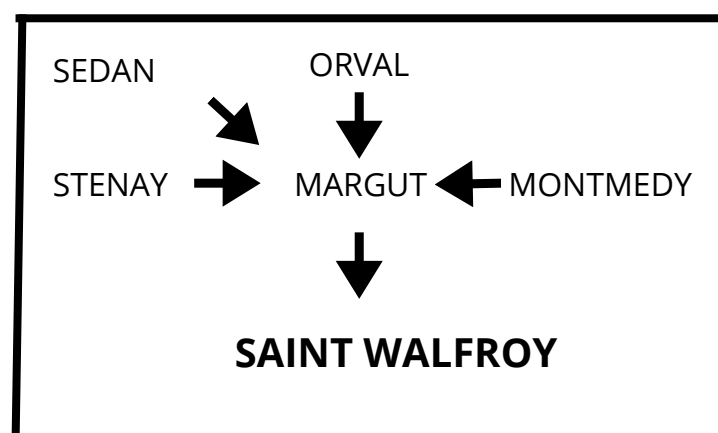 SEDAN
ORVAL
STENAY
MARGUT
MONTMEDY
SAINT WALFROY